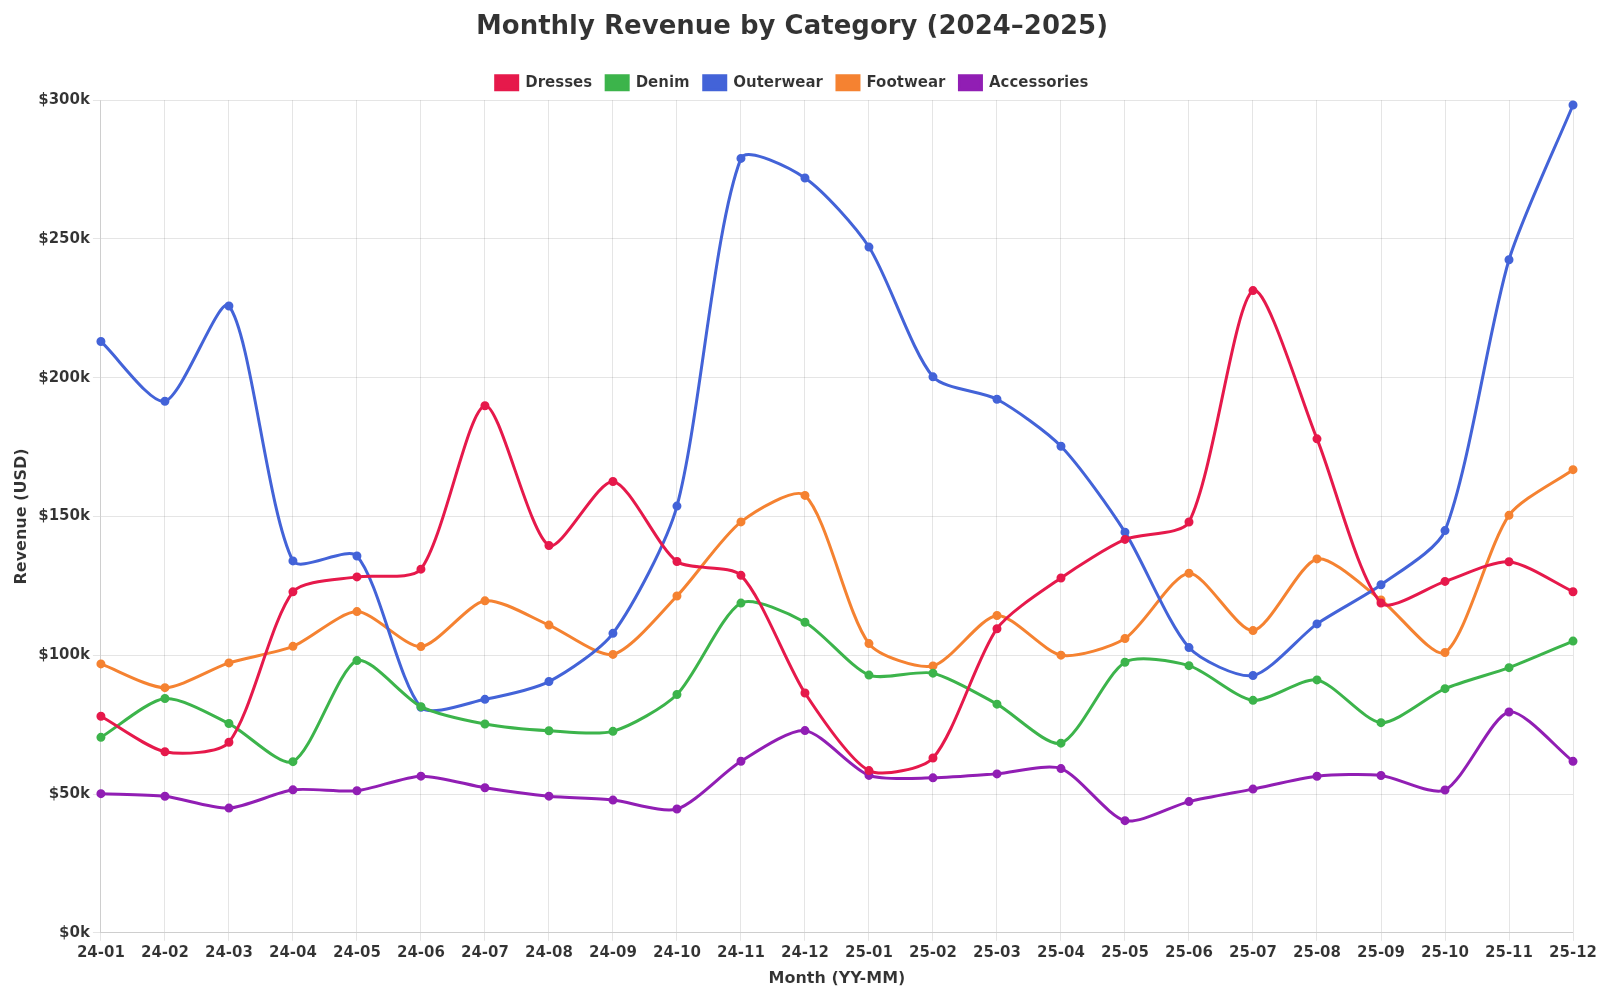 Monthly Revenue by Category (2024–2025)
Dresses Denim Outerwear Footwear Accessories
$300k
$250k
$200k
$150k
$100k
$50k
$0k
Revenue (USD)
24-01 24-02 24-03 24-04 24-05 24-06 24-07 24-08 24-09 24-10 24-11 24-12 25-01 25-02 25-03 25-04 25-05 25-06 25-07 25-08 25-09 25-10 25-11 25-12
Month (YY-MM)